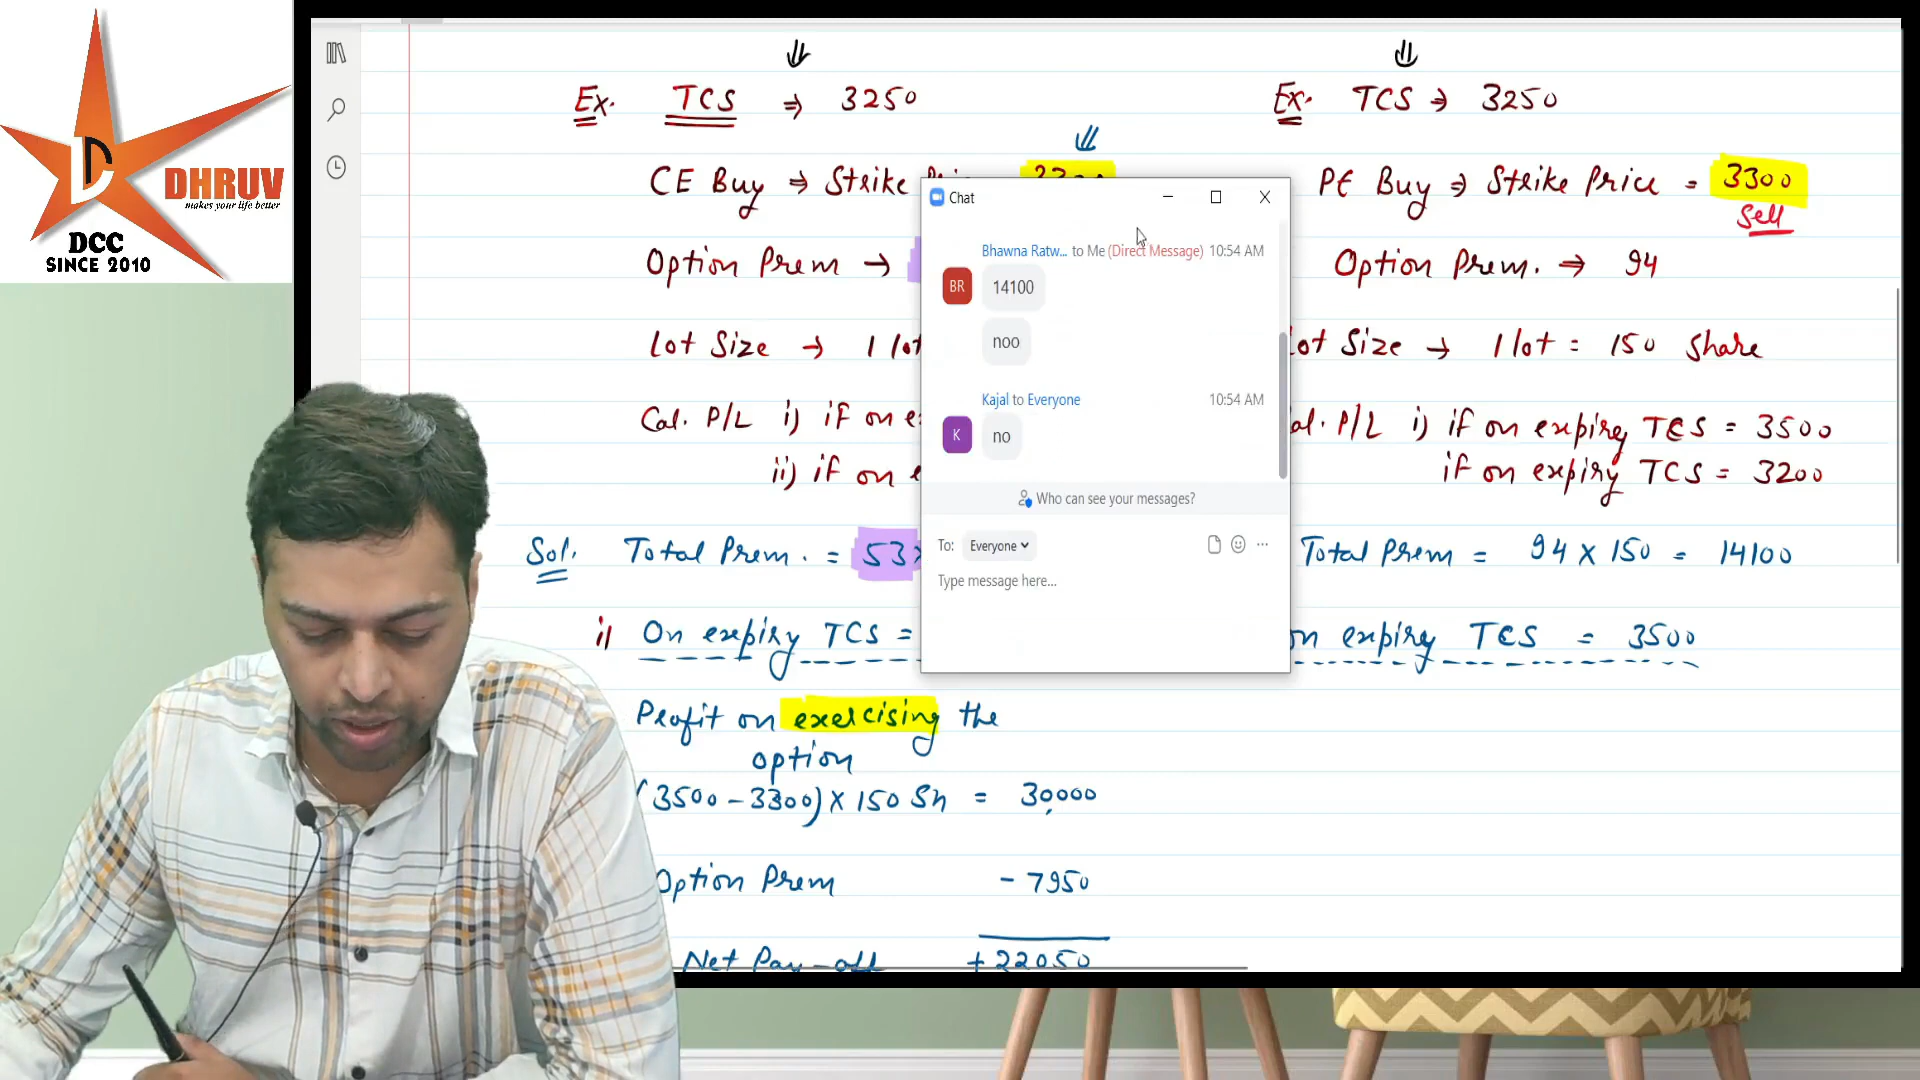 DHRUV
makes your life better
DCC
SINCE 2010
Ex. TCS ⇒ 3250
CE Buy ⇒ Strike
Option Prem →
Lot Size → 1 lot
Cal. P/L i) if on
ii) if on
Sol. Total Prem. = 53
i) On expiry TCS =
Profit on exercising the
option
(3500 - 3300) X 150 Sh = 30,000
Option Prem - 7950
Net Pay-off + 22050
Chat
Bhawna Ratw... to Me (Direct Message) 10:54 AM
BR
14100
noo
Kajal to Everyone 10:54 AM
K
no
Who can see your messages?
To: Everyone
Type message here...
Ex. TCS → 3250
PE Buy ⇒ Strike Price = 3300
Sell
Option Prem. ⇒ 94
Lot Size → 1 lot = 150 Share
Cal. P/L i) if on expiry TCS = 3500
if on expiry TCS = 3200
Total Prem = 94 X 150 = 14100
on expiry TCS = 3500